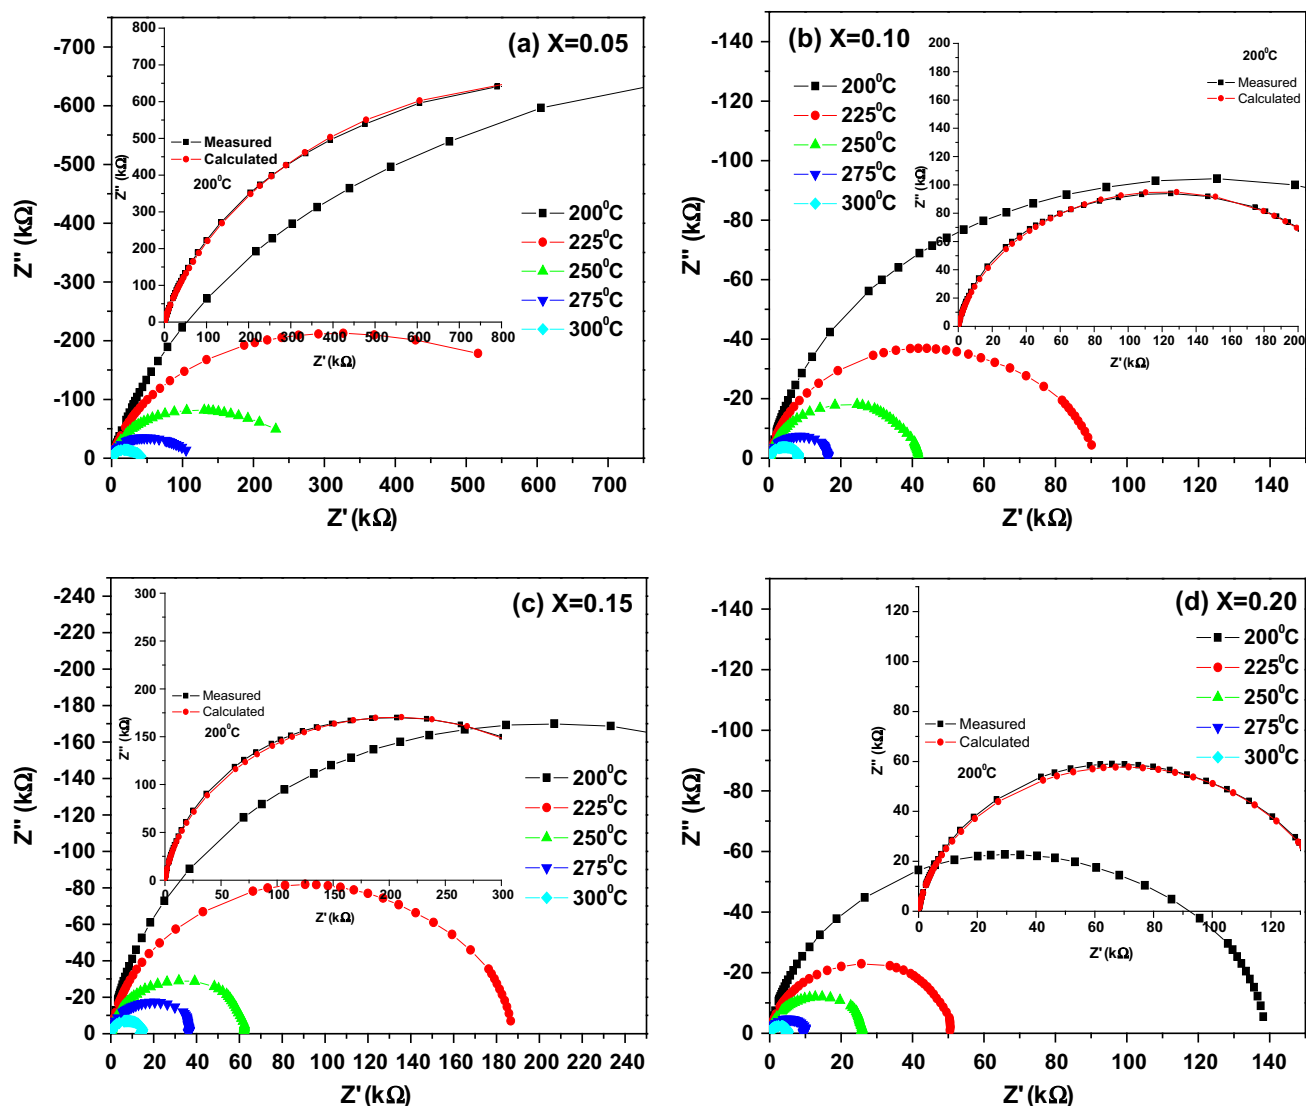 (a) X=0.05
Z'' (kΩ)
-700
-600
-500
-400
-300
-200
-100
0
0 100 200 300 400 500 600 700
Z' (kΩ)
200⁰C
225⁰C
250⁰C
275⁰C
300⁰C
Z'' (kΩ)
800
700
600
500
400
300
200
100
0
0 100 200 300 400 500 600 700 800
Z' (kΩ)
Measured
Calculated
200⁰C
(b) X=0.10
Z'' (kΩ)
-140
-120
-100
-80
-60
-40
-20
0
0 20 40 60 80 100 120 140
Z' (kΩ)
200⁰C
225⁰C
250⁰C
275⁰C
300⁰C
Z'' (kΩ)
200
180
160
140
120
100
80
60
40
20
0
0 20 40 60 80 100 120 140 160 180 200
Z' (kΩ)
200⁰C
Measured
Calculated
(c) X=0.15
Z'' (kΩ)
-240
-220
-200
-180
-160
-140
-120
-100
-80
-60
-40
-20
0
0 20 40 60 80 100 120 140 160 180 200 220 240
Z' (kΩ)
200⁰C
225⁰C
250⁰C
275⁰C
300⁰C
Z'' (kΩ)
300
250
200
150
100
50
0
0 50 100 150 200 250 300
Z' (kΩ)
Measured
Calculated
200⁰C
(d) X=0.20
Z'' (kΩ)
-140
-120
-100
-80
-60
-40
-20
0
0 20 40 60 80 100 120 140
Z' (kΩ)
200⁰C
225⁰C
250⁰C
275⁰C
300⁰C
Z'' (kΩ)
120
100
80
60
40
20
0
0 20 40 60 80 100 120
Z' (kΩ)
Measured
Calculated
200⁰C